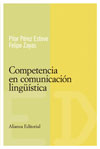 Pilar Pérez Esteve
Felipe Zayas
Competencia
en comunicación
lingüística
Alianza Editorial